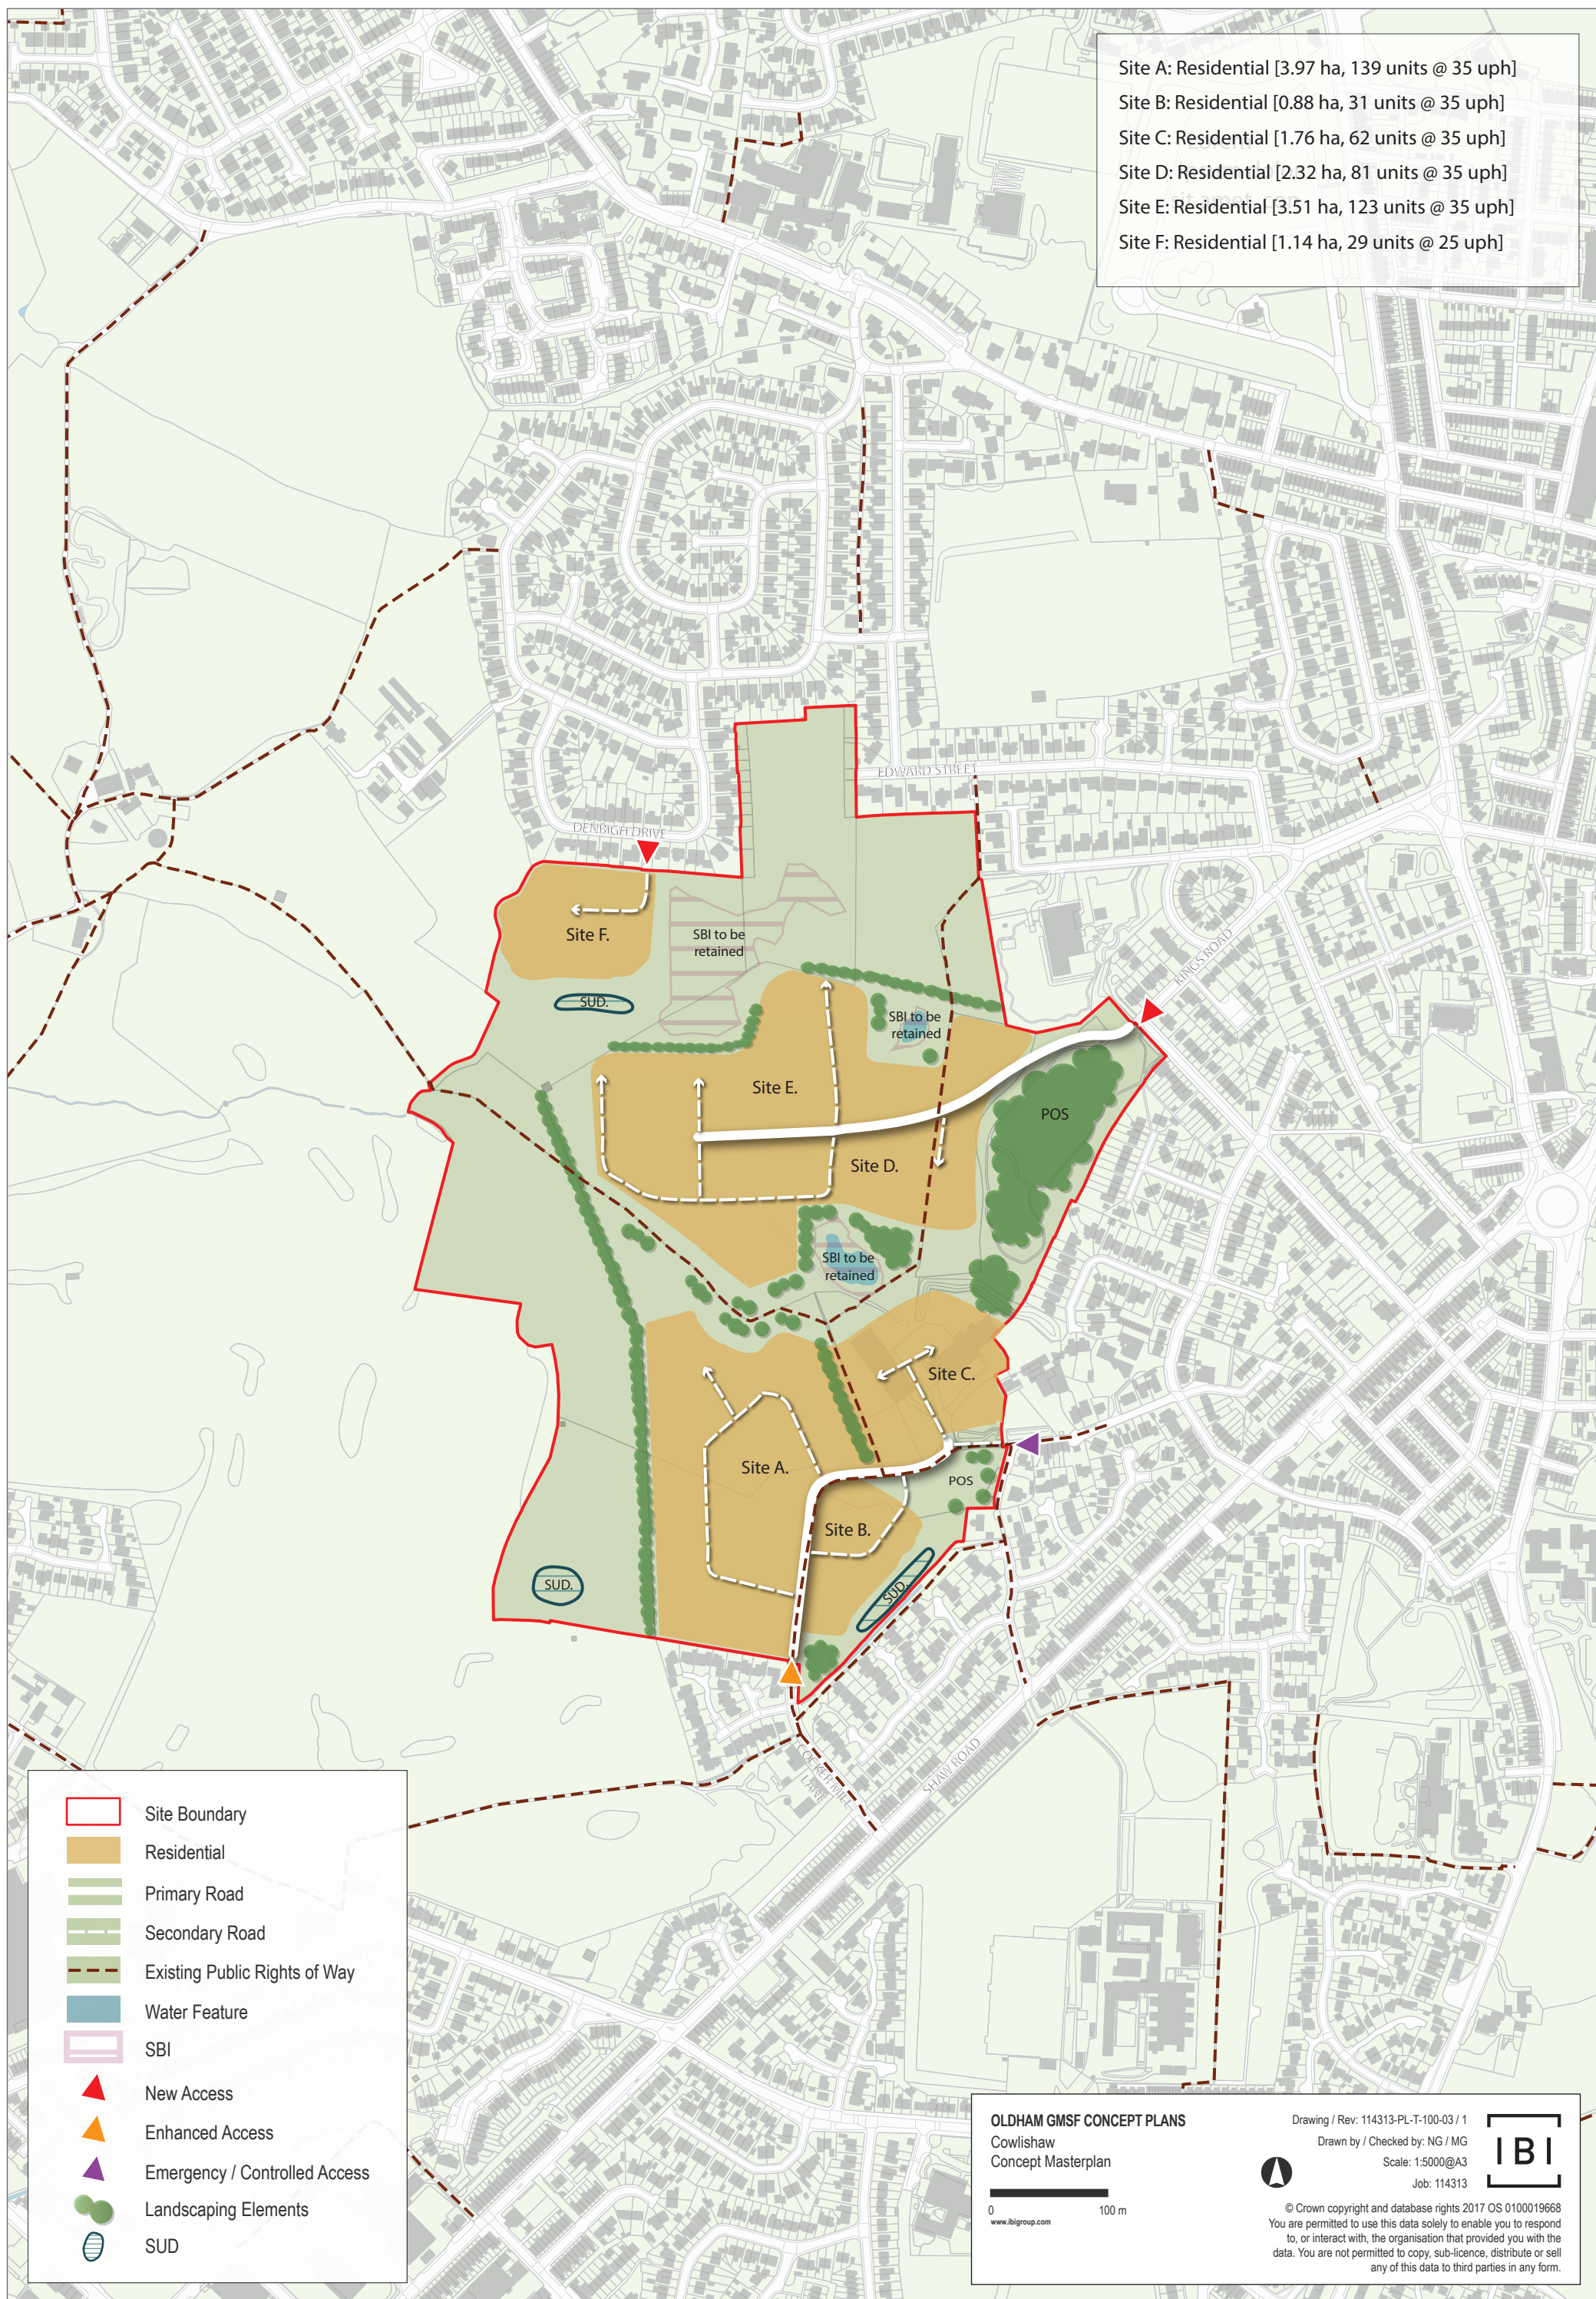 Site A: Residential [3.97 ha, 139 units @ 35 uph]
Site B: Residential [0.88 ha, 31 units @ 35 uph]
Site C: Residential [1.76 ha, 62 units @ 35 uph]
Site D: Residential [2.32 ha, 81 units @ 35 uph]
Site E: Residential [3.51 ha, 123 units @ 35 uph]
Site F: Residential [1.14 ha, 29 units @ 25 uph]
EDWARD STREET
DENBIGH DRIVE
Site F.
SBI to be
retained
KINGS ROAD
SUD.
SBI to be
retained
Site E.
POS
Site D.
SBI to be
retained
Site C.
Site A.
POS
Site B.
SUD.
SUD.
COCKER MILL
LANE
SHAW ROAD
Site Boundary
Residential
Primary Road
Secondary Road
Existing Public Rights of Way
Water Feature
SBI
New Access
Enhanced Access
Emergency / Controlled Access
Landscaping Elements
SUD
OLDHAM GMSF CONCEPT PLANS
Cowlishaw
Concept Masterplan
0 100 m
www.ibigroup.com
Drawing / Rev: 114313-PL-T-100-03 / 1
Drawn by / Checked by: NG / MG
Scale: 1:5000@A3
Job: 114313
IBI
© Crown copyright and database rights 2017 OS 0100019668
You are permitted to use this data solely to enable you to respond
to, or interact with, the organisation that provided you with the
data. You are not permitted to copy, sub-licence, distribute or sell
any of this data to third parties in any form.